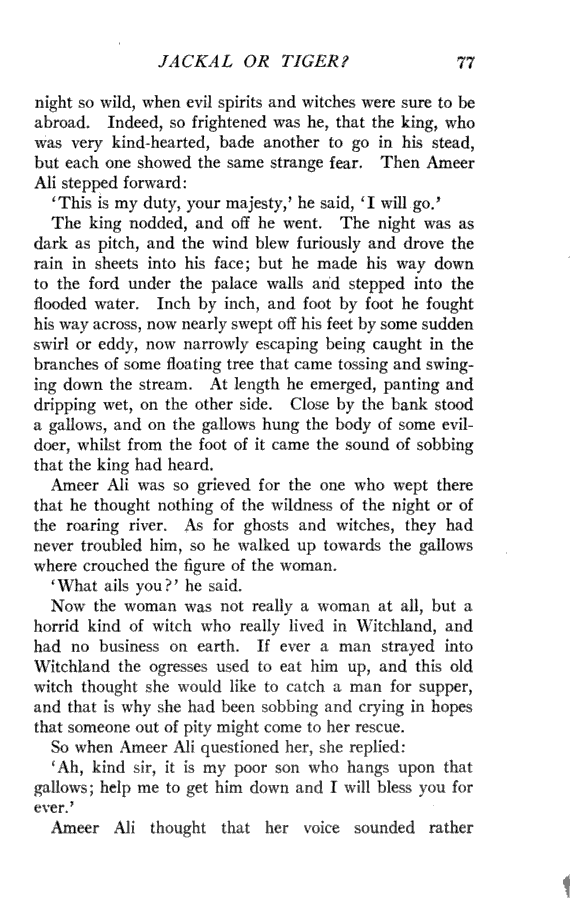 JACKAL OR TIGER? 77
night so wild, when evil spirits and witches were sure to be
abroad. Indeed, so frightened was he, that the king, who
was very kind-hearted, bade another to go in his stead,
but each one showed the same strange fear. Then Ameer
Ali stepped forward:
‘This is my duty, your majesty,’ he said, ‘I will go.’
The king nodded, and off he went. The night was as
dark as pitch, and the wind blew furiously and drove the
rain in sheets into his face; but he made his way down
to the ford under the palace walls and stepped into the
flooded water. Inch by inch, and foot by foot he fought
his way across, now nearly swept off his feet by some sudden
swirl or eddy, now narrowly escaping being caught in the
branches of some floating tree that came tossing and swing-
ing down the stream. At length he emerged, panting and
dripping wet, on the other side. Close by the bank stood
a gallows, and on the gallows hung the body of some evil-
doer, whilst from the foot of it came the sound of sobbing
that the king had heard.
Ameer Ali was so grieved for the one who wept there
that he thought nothing of the wildness of the night or of
the roaring river. As for ghosts and witches, they had
never troubled him, so he walked up towards the gallows
where crouched the figure of the woman.
‘What ails you?’ he said.
Now the woman was not really a woman at all, but a
horrid kind of witch who really lived in Witchland, and
had no business on earth. If ever a man strayed into
Witchland the ogresses used to eat him up, and this old
witch thought she would like to catch a man for supper,
and that is why she had been sobbing and crying in hopes
that someone out of pity might come to her rescue.
So when Ameer Ali questioned her, she replied:
‘Ah, kind sir, it is my poor son who hangs upon that
gallows; help me to get him down and I will bless you for
ever.’
Ameer Ali thought that her voice sounded rather